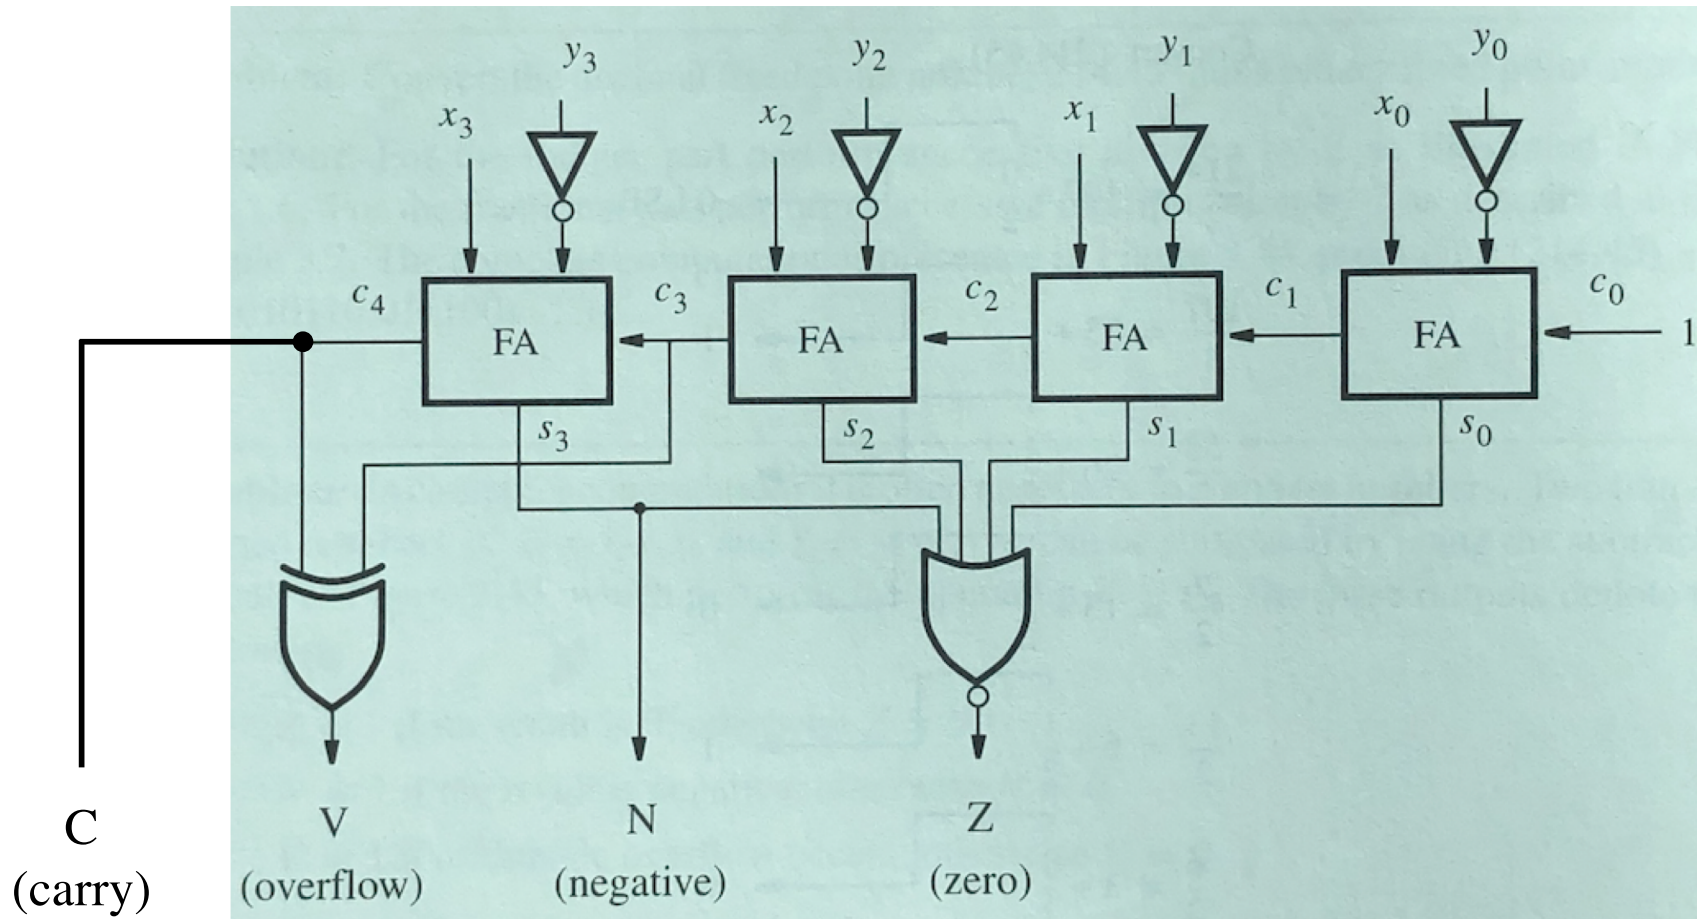 y3 y2 y1 y0
x3 x2 x1 x0
c4 c3 c2 c1 c0
FA FA FA FA 1
s3 s2 s1 s0
C V N Z
(carry) (overflow) (negative) (zero)